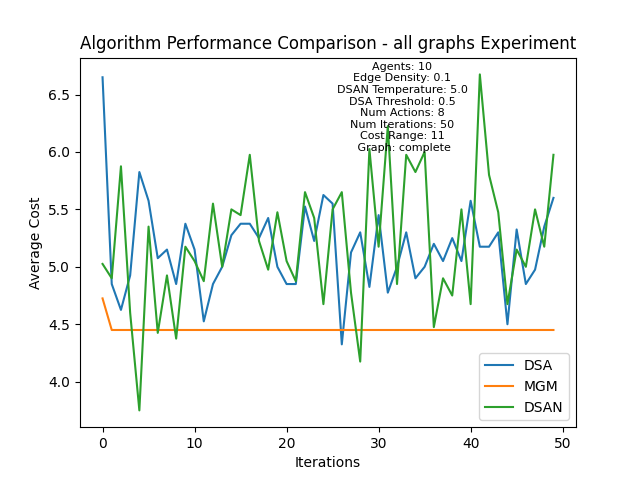 Algorithm Performance Comparison - all graphs Experiment
Agents: 10
Edge Density: 0.1
DSAN Temperature: 5.0
DSA Threshold: 0.5
Num Actions: 8
Num Iterations: 50
Cost Range: 11
Graph: complete
Average Cost
6.5
6.0
5.5
5.0
4.5
4.0
DSA
MGM
DSAN
0
10
20
30
40
50
Iterations